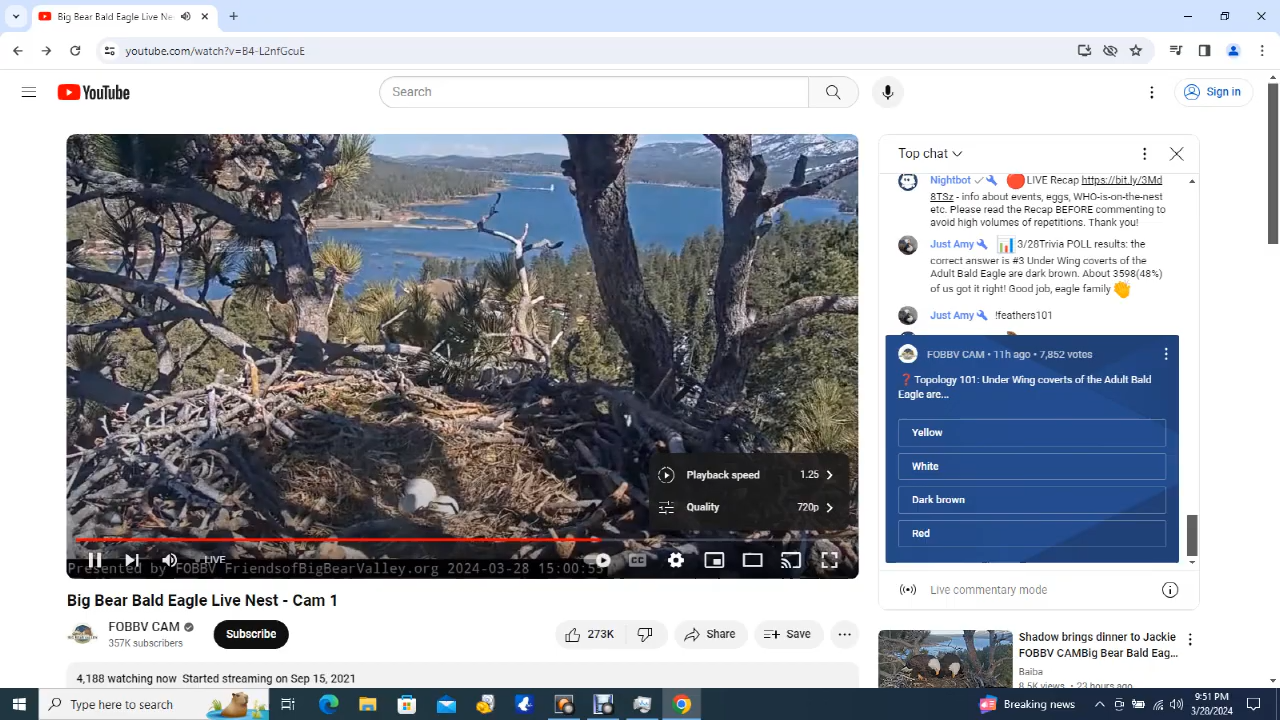 Big Bear Bald Eagle Live Ne
youtube.com/watch?v=B4-L2nfGcuE
YouTube
Search
Sign in
Top chat
Nightbot LIVE Recap https://bit.ly/3Md
8TSz - info about events, eggs, WHO-is-on-the-nest
etc. Please read the Recap BEFORE commenting to
avoid high volumes of repetitions. Thank you!
Just Amy 3/28Trivia POLL results: the
correct answer is #3 Under Wing coverts of the
Adult Bald Eagle are dark brown. About 3598(48%)
of us got it right! Good job, eagle family
Just Amy !feathers101
FOBBV CAM • 11h ago • 7,852 votes
❓Topology 101: Under Wing coverts of the Adult Bald
Eagle are...
Yellow
White
Dark brown
Red
Live commentary mode
Playback speed 1.25
Quality 720p
LIVE
CC
Presented by FOBBV FriendsofBigBearValley.org 2024-03-28 15:00:55
Big Bear Bald Eagle Live Nest - Cam 1
FOBBV CAM
357K subscribers
Subscribe
273K
Share
Save
4,188 watching now Started streaming on Sep 15, 2021
Shadow brings dinner to Jackie
FOBBV CAMBig Bear Bald Eag...
Baiba
8.5K views • 23 hours ago
Type here to search
Breaking news
9:51 PM
3/28/2024